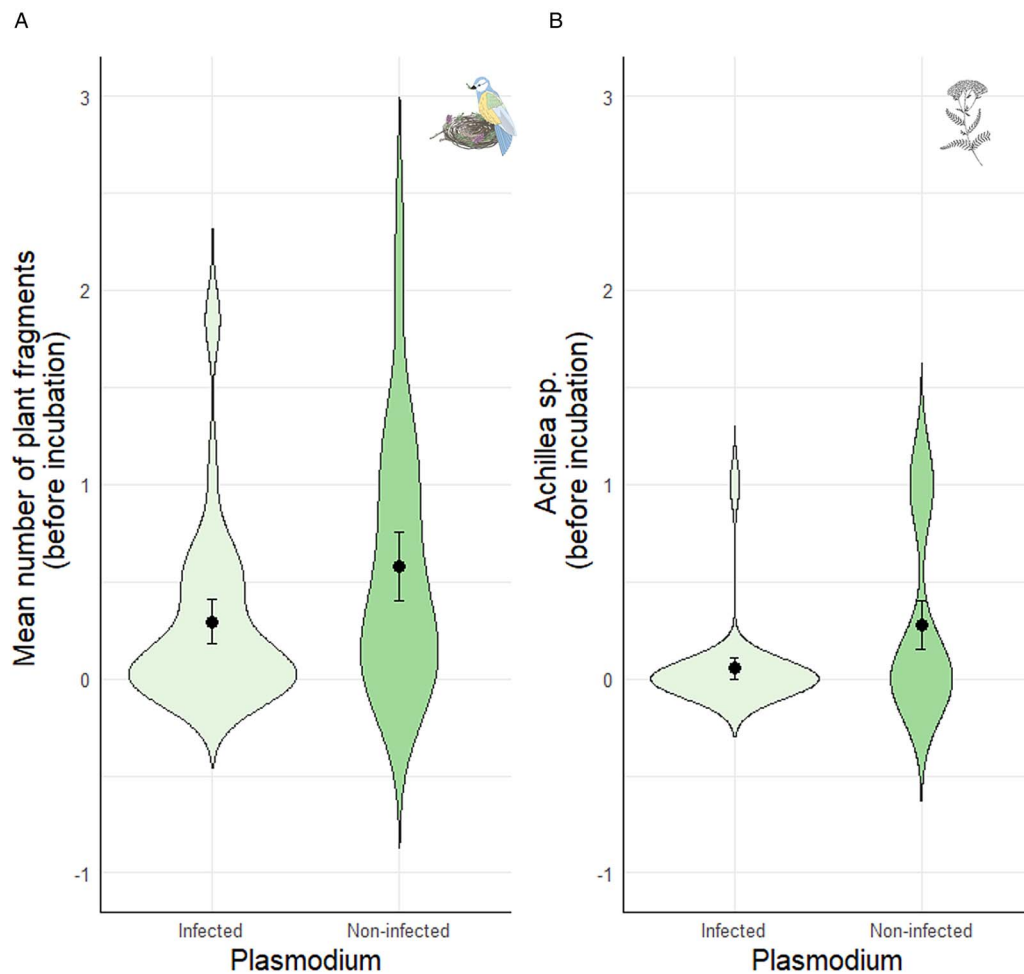 A
Mean number of plant fragments
(before incubation)
3
2
1
0
-1
Infected
Non-infected
Plasmodium
B
Achillea sp.
(before incubation)
3
2
1
0
-1
Infected
Non-infected
Plasmodium